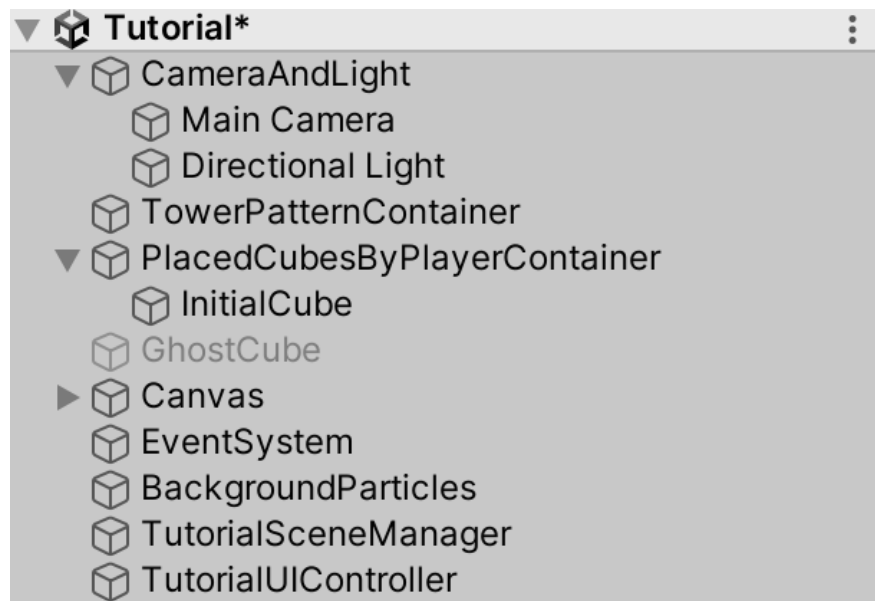 Tutorial*
CameraAndLight
Main Camera
Directional Light
TowerPatternContainer
PlacedCubesByPlayerContainer
InitialCube
GhostCube
Canvas
EventSystem
BackgroundParticles
TutorialSceneManager
TutorialUIController